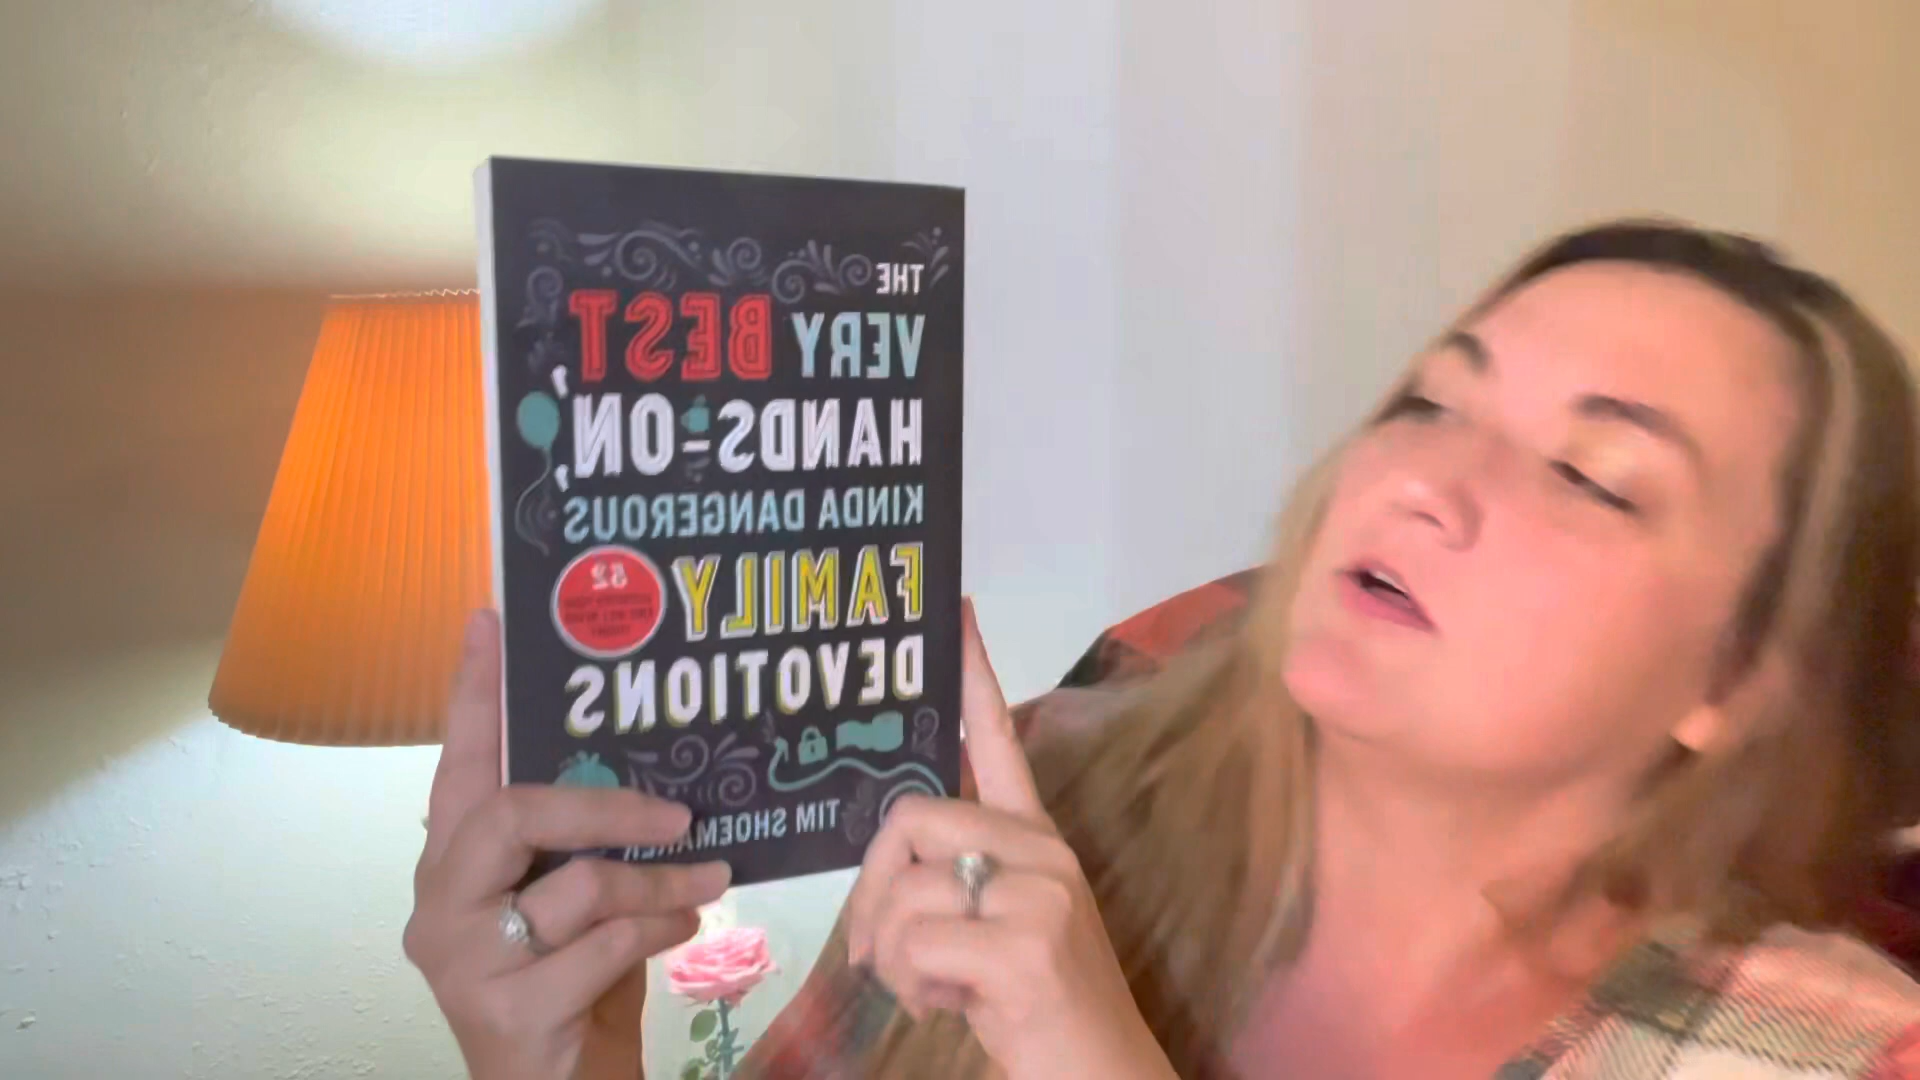 THE
VERY BEST,
HANDS-ON,
KINDA DANGEROUS
FAMILY
DEVOTIONS
52
TIM SHOEMAKER